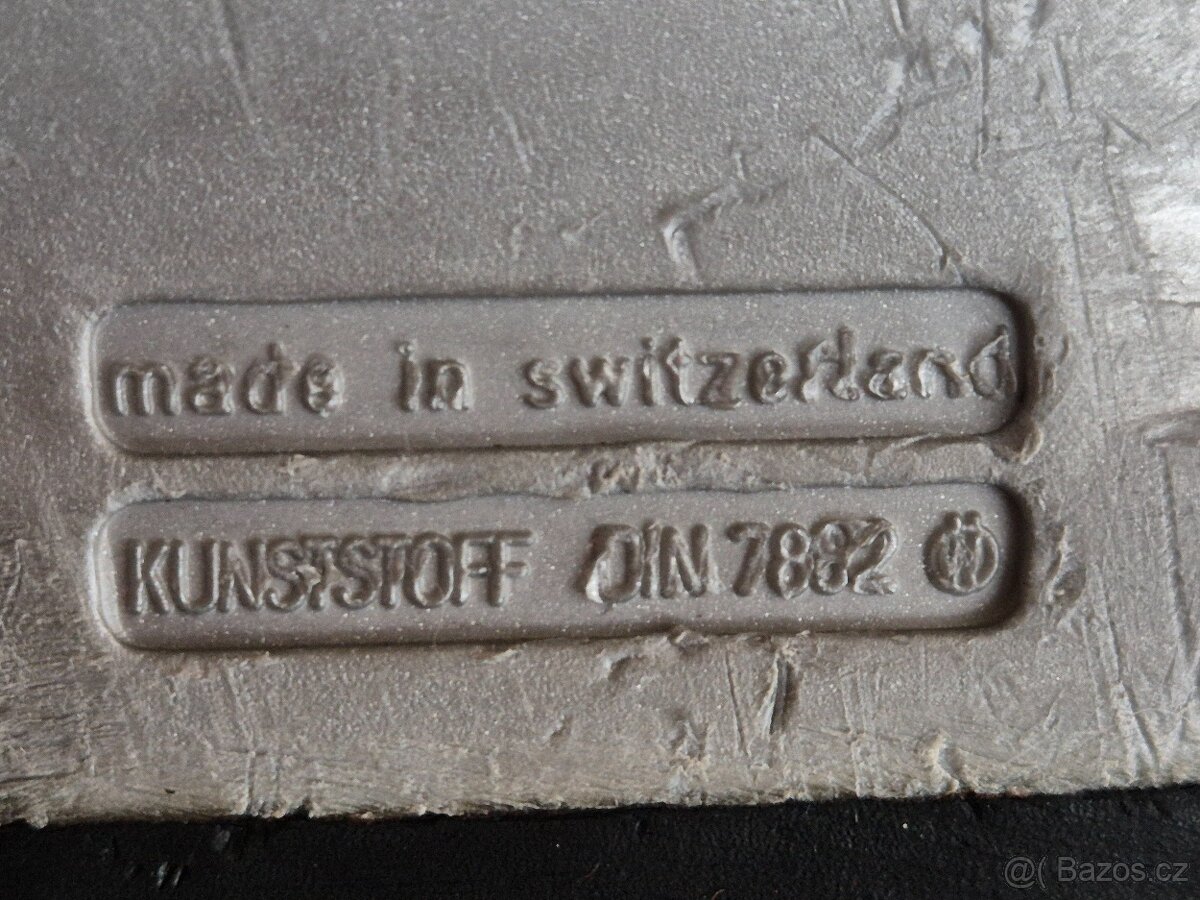 made in switzerland
KUNSTSTOFF DIN 7882
@( Bazos.cz